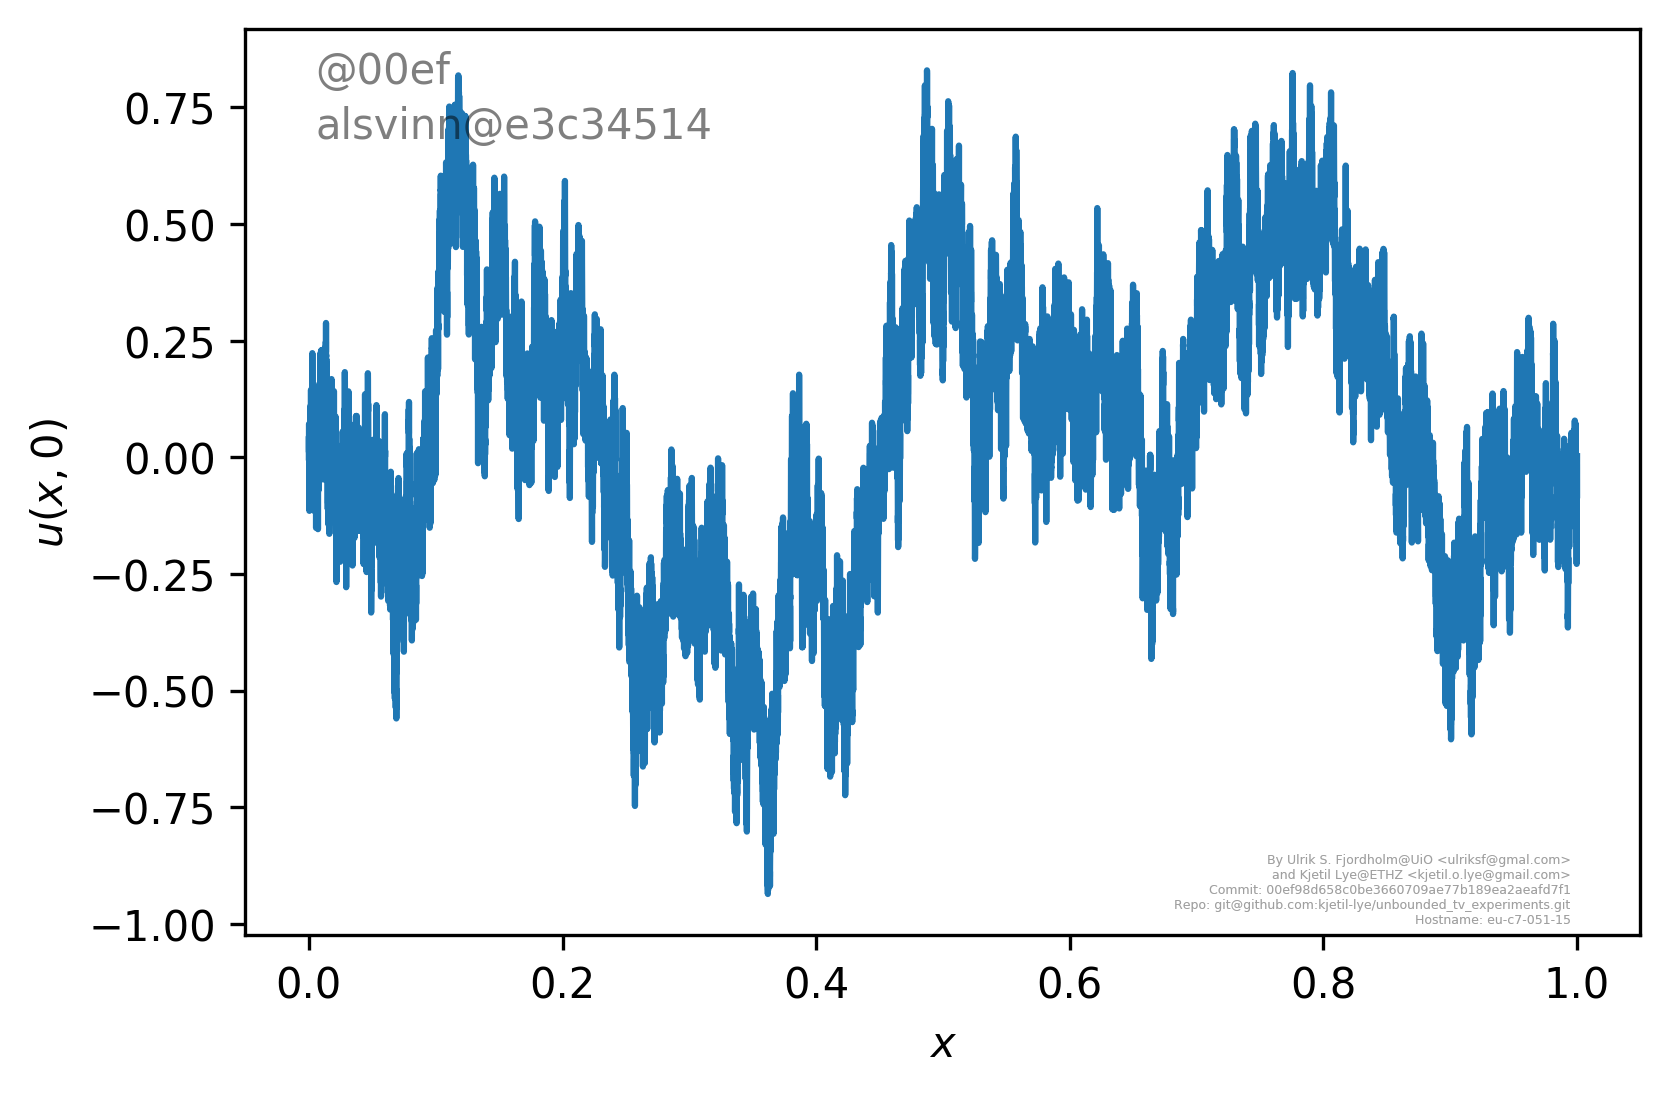 @00ef
alsvinn@e3c34514
0.75
0.50
0.25
0.00
−0.25
−0.50
−0.75
−1.00
u(x, 0)
By Ulrik S. Fjordholm@UiO <ulriksf@gmal.com>
and Kjetil Lye@ETHZ <kjetil.o.lye@gmail.com>
Commit: 00ef98d658c0be3660709ae77b189ea2aeafd7f1
Repo: git@github.com:kjetil-lye/unbounded_tv_experiments.git
Hostname: eu-c7-051-15
0.0 0.2 0.4 0.6 0.8 1.0
x